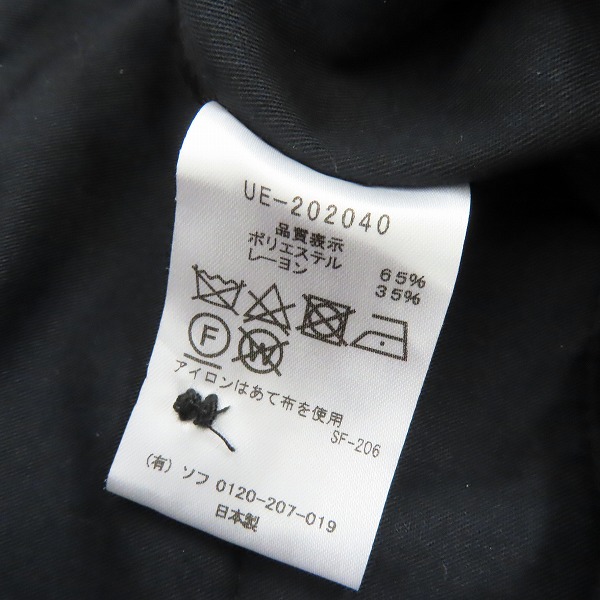 UE-202040
品質表示
ポリエステル 65%
レーヨン 35%
F W
アイロンはあて布を使用
SF-206
(有) ソフ 0120-207-019
日本製